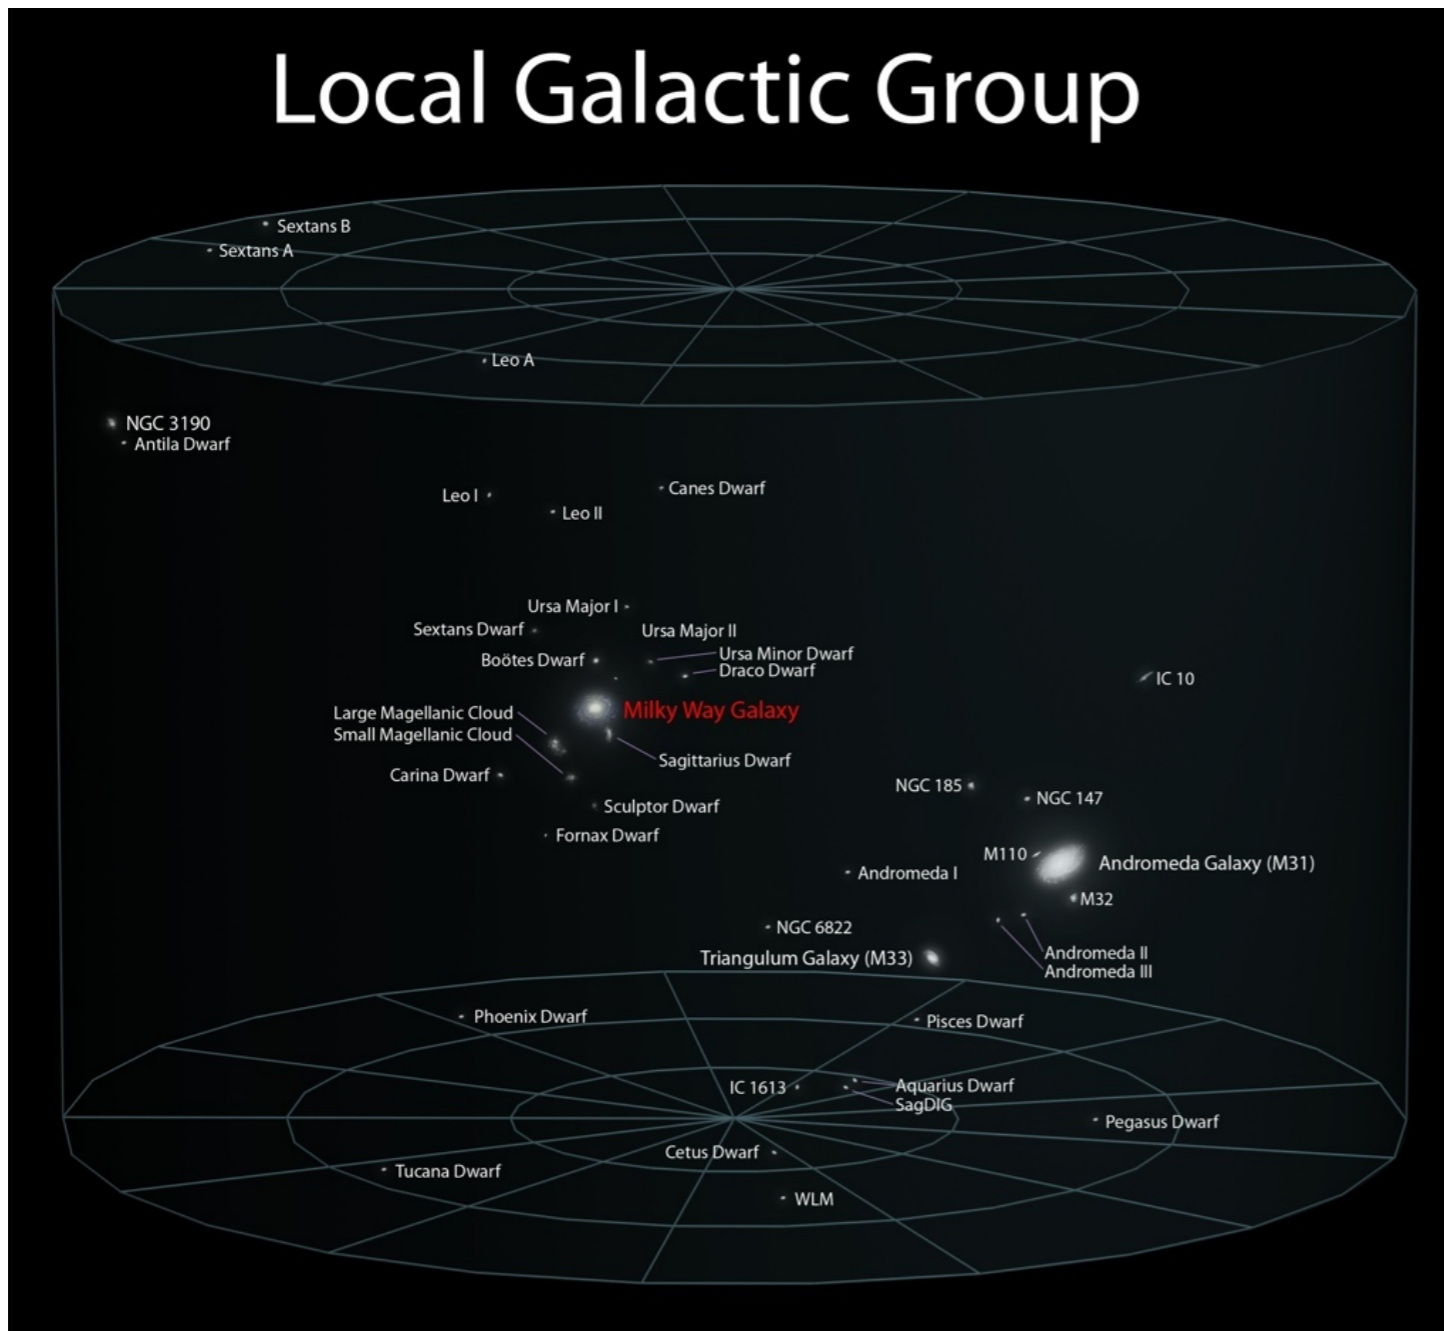 Local Galactic Group
Sextans B
Sextans A
Leo A
NGC 3190
Antila Dwarf
Leo I
Canes Dwarf
Leo II
Ursa Major I
Sextans Dwarf
Ursa Major II
Boötes Dwarf
Ursa Minor Dwarf
Draco Dwarf
IC 10
Large Magellanic Cloud
Milky Way Galaxy
Small Magellanic Cloud
Sagittarius Dwarf
Carina Dwarf
NGC 185
NGC 147
Sculptor Dwarf
Fornax Dwarf
M110
Andromeda Galaxy (M31)
Andromeda I
M32
NGC 6822
Andromeda II
Triangulum Galaxy (M33)
Andromeda III
Phoenix Dwarf
Pisces Dwarf
IC 1613
Aquarius Dwarf
SagDIG
Pegasus Dwarf
Cetus Dwarf
Tucana Dwarf
WLM